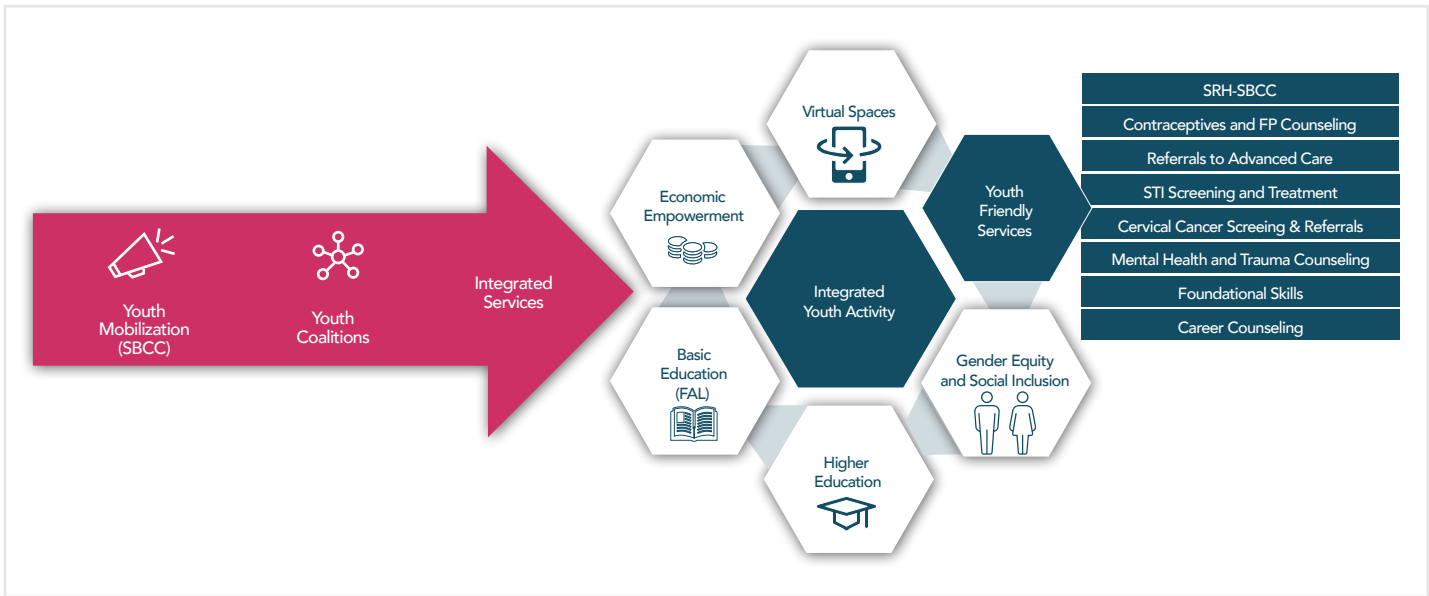 Youth
Mobilization
(SBCC)
Youth
Coalitions
Integrated
Services
Virtual Spaces
Economic
Empowerment
Youth
Friendly
Services
Integrated
Youth Activity
Basic
Education
(FAL)
Gender Equity
and Social Inclusion
Higher
Education
SRH-SBCC
Contraceptives and FP Counseling
Referrals to Advanced Care
STI Screening and Treatment
Cervical Cancer Screeing & Referrals
Mental Health and Trauma Counseling
Foundational Skills
Career Counseling